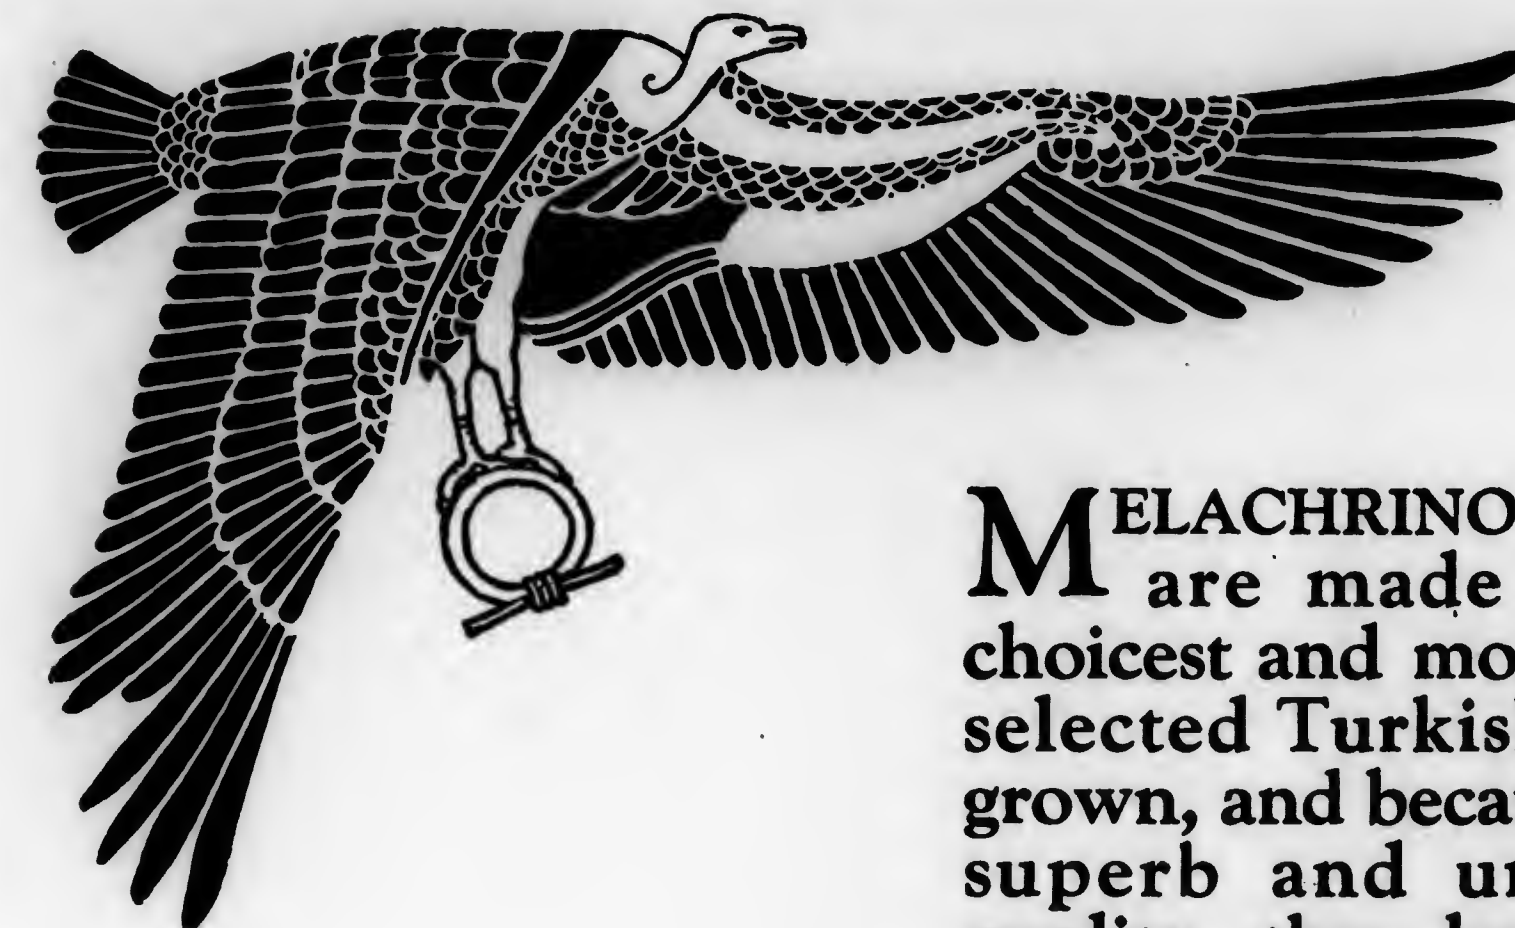 MELACHRINO
are made
choicest and mo
selected Turkis
grown, and beca
superb and